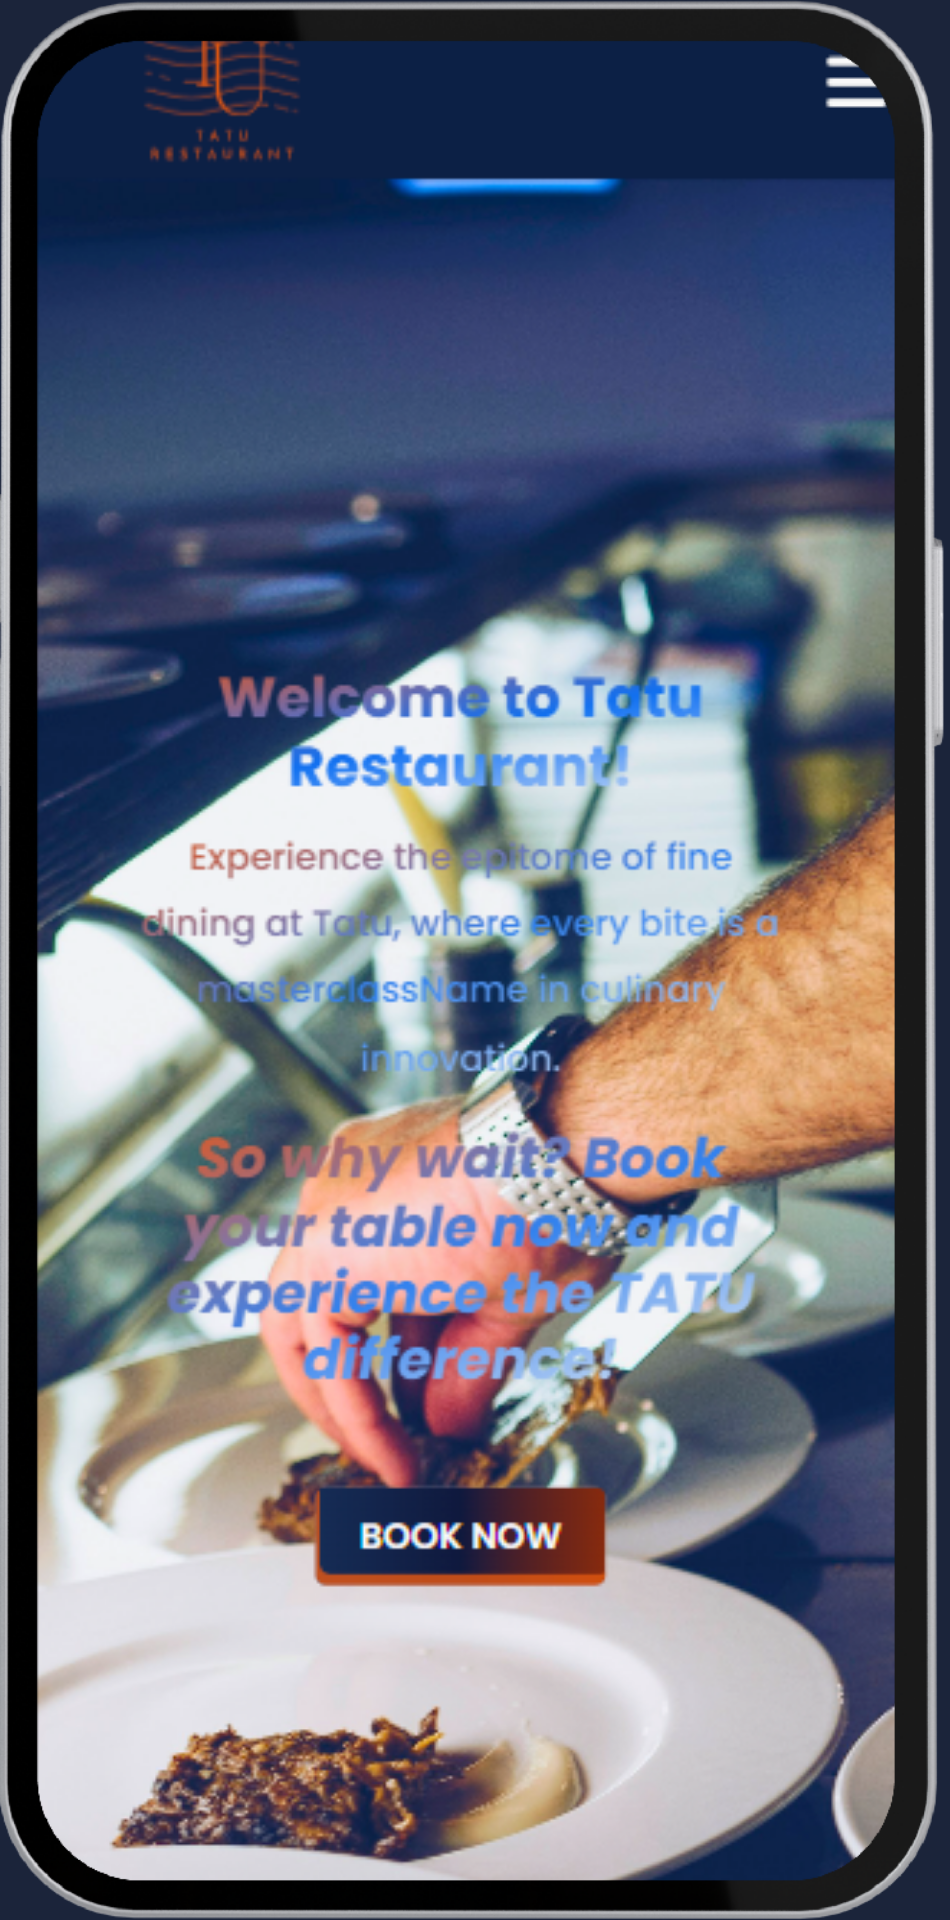 TU
TATU
RESTAURANT
Welcome to Tatu
Restaurant!
Experience the epitome of fine
dining at Tatu, where every bite is a
masterclassName in culinary
innovation.
So why wait? Book
your table now and
experience the TATU
difference!
BOOK NOW